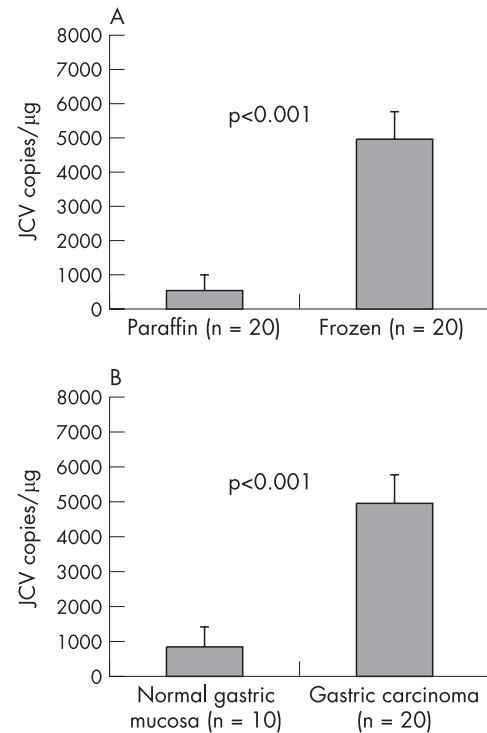 A
8000
7000
6000
5000
4000
3000
2000
1000
0
JCV copies/μg
p<0.001
Paraffin (n = 20)
Frozen (n = 20)
B
8000
7000
6000
5000
4000
3000
2000
1000
0
JCV copies/μg
p<0.001
Normal gastric
mucosa (n = 10)
Gastric carcinoma
(n = 20)